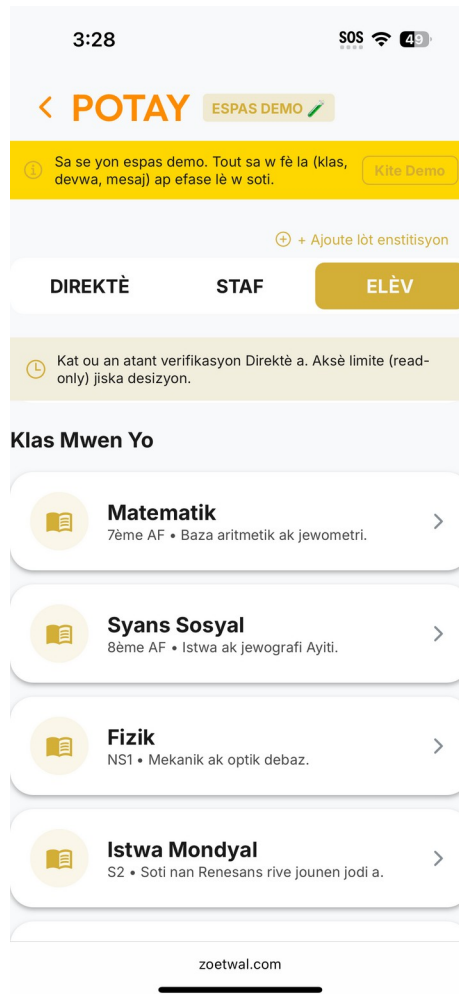 3:28
SOS
49
POTAY
ESPAS DEMO
Sa se yon espas demo. Tout sa w fè la (klas,
devwa, mesaj) ap efase lè w soti.
Kite Demo
+ Ajoute lòt enstitisyon
DIREKTÈ
STAF
ELÈV
Kat ou an atant verifikasyon Direktè a. Aksè limite (read-
only) jiska desizyon.
Klas Mwen Yo
Matematik
7ème AF • Baza aritmetik ak jewometri.
Syans Sosyal
8ème AF • Istwa ak jewografi Ayiti.
Fizik
NS1 • Mekanik ak optik debaz.
Istwa Mondyal
S2 • Soti nan Renesans rive jounen jodi a.
zoetwal.com